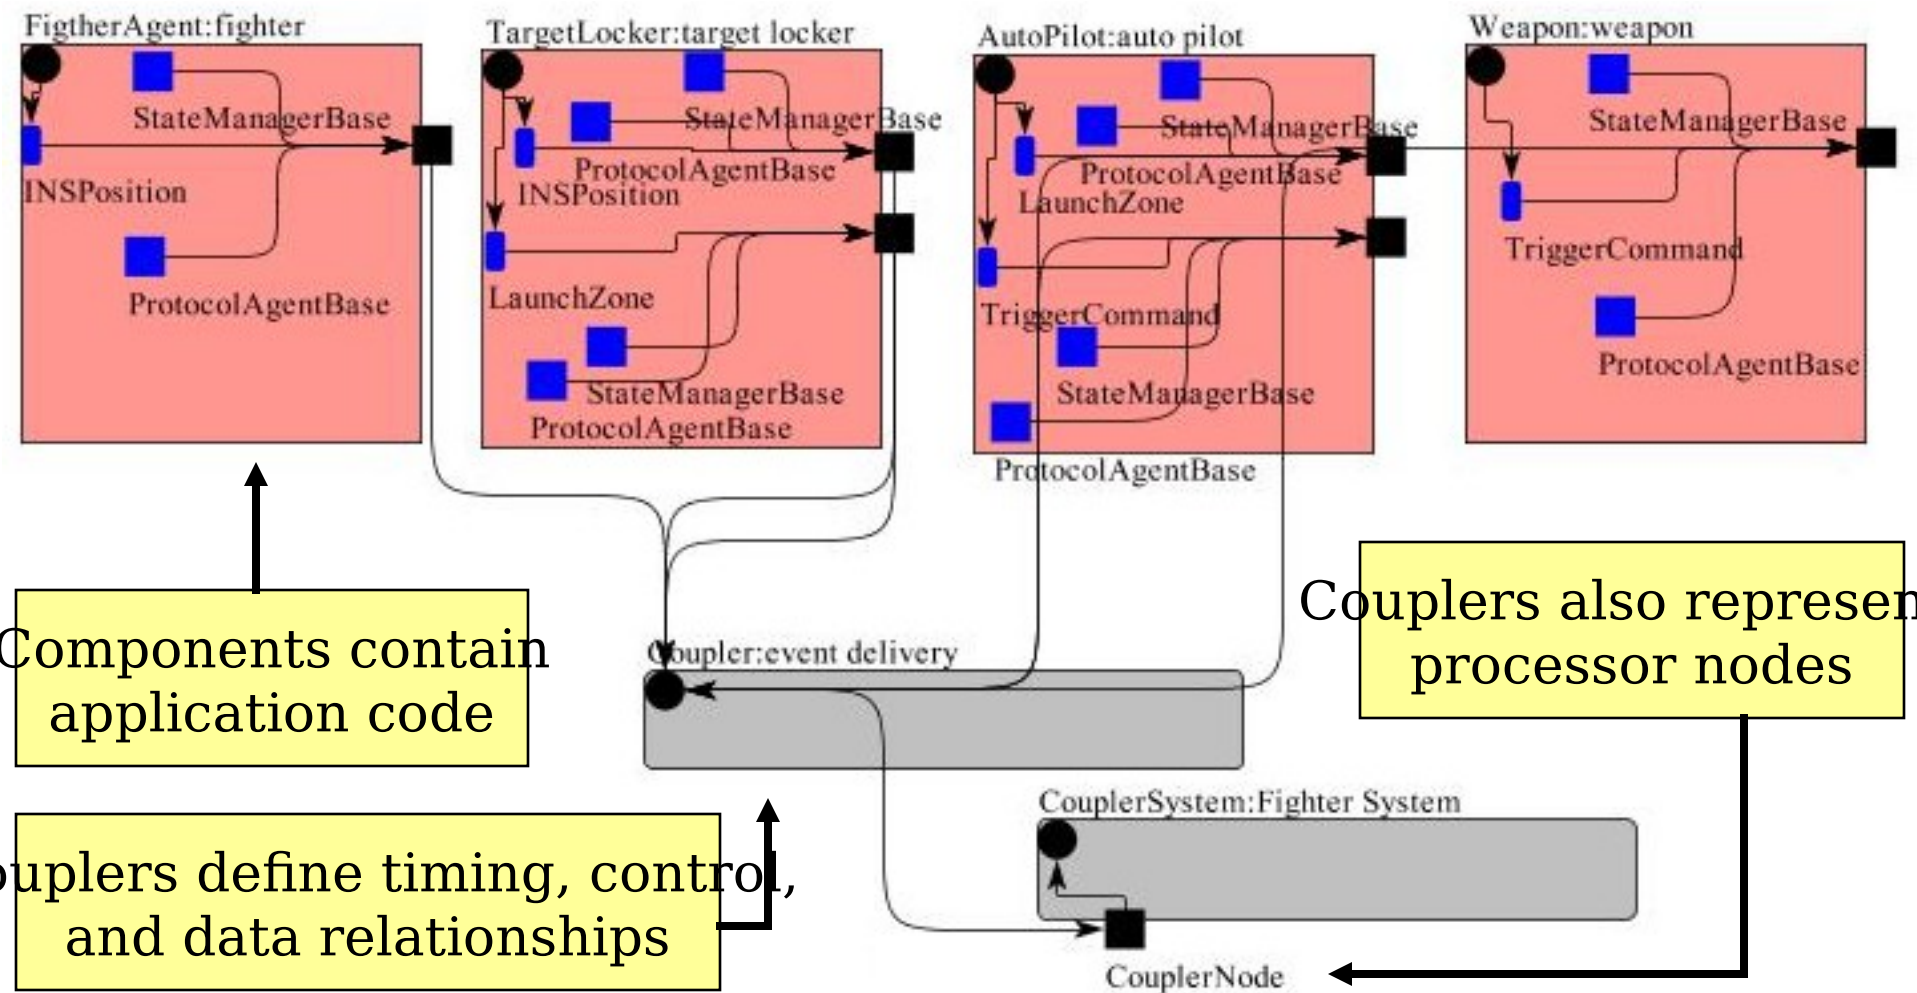 FigtherAgent:fighter
StateManagerBase
INSPosition
ProtocolAgentBase
TargetLocker:target locker
StateManagerBase
ProtocolAgentBase
INSPosition
LaunchZone
StateManagerBase
ProtocolAgentBase
AutoPilot:auto pilot
StateManagerBase
ProtocolAgentBase
LaunchZone
TriggerCommand
StateManagerBase
ProtocolAgentBase
Weapon:weapon
StateManagerBase
TriggerCommand
ProtocolAgentBase
Components contain
application code
Coupler:event delivery
Couplers also represen
processor nodes
ouplers define timing, control,
and data relationships
CouplerSystem:Fighter System
CouplerNode